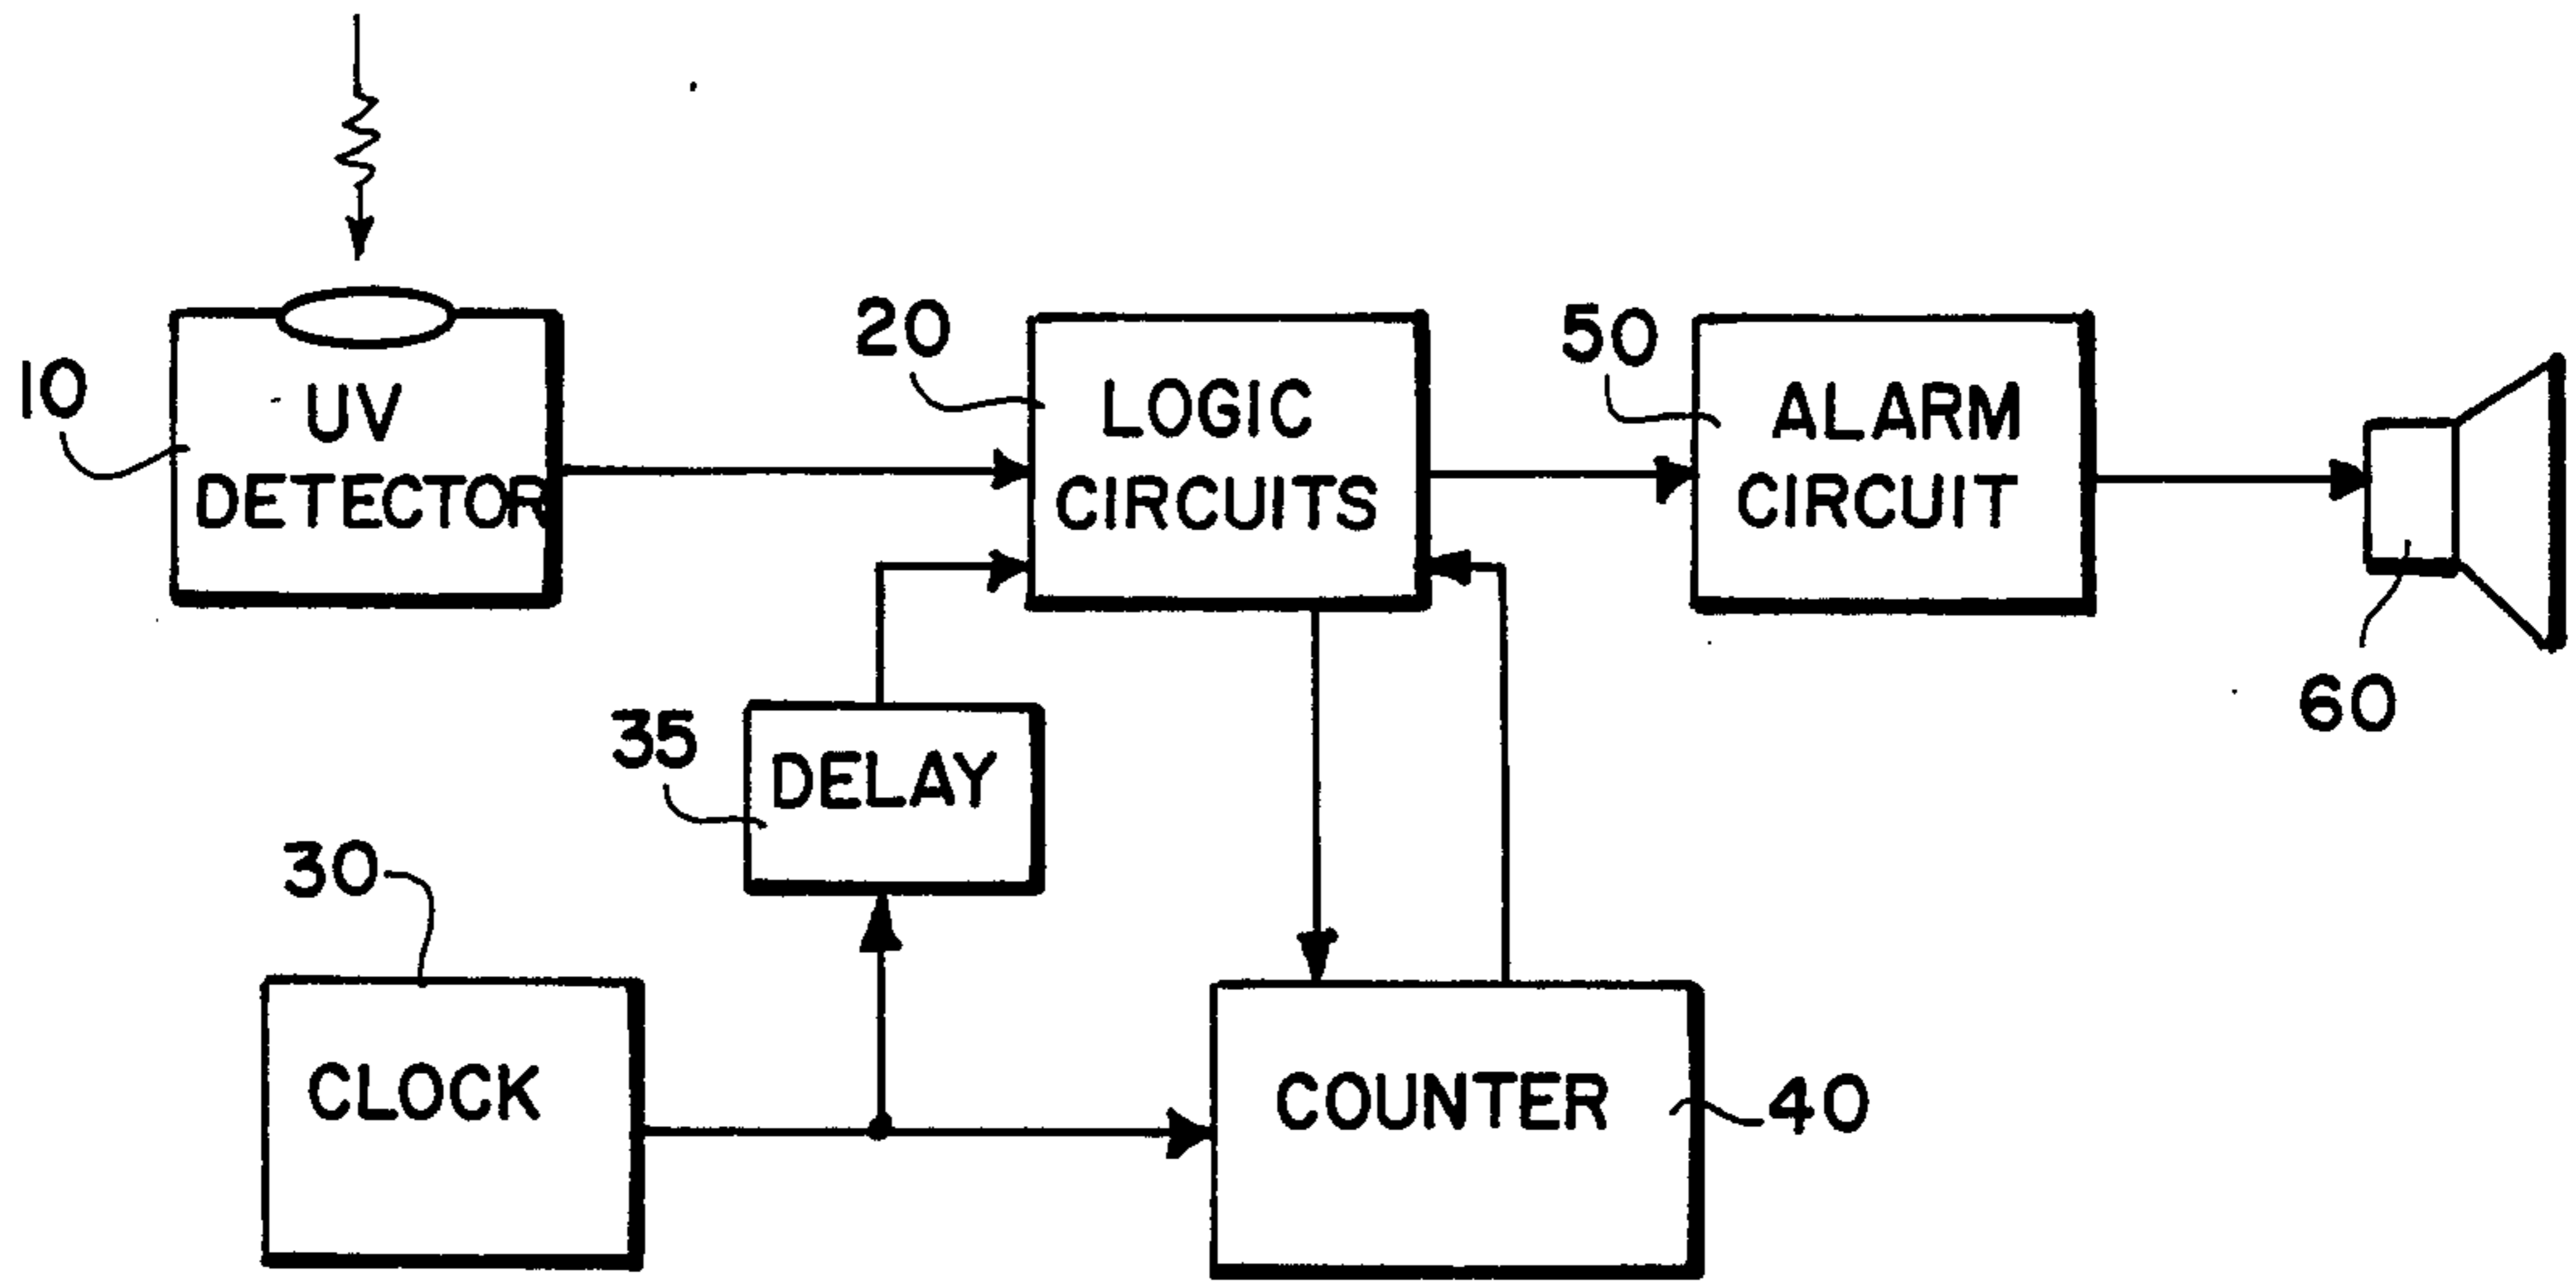 10
UV
DETECTOR
20
LOGIC
CIRCUITS
50
ALARM
CIRCUIT
60
35
DELAY
30
CLOCK
COUNTER
40